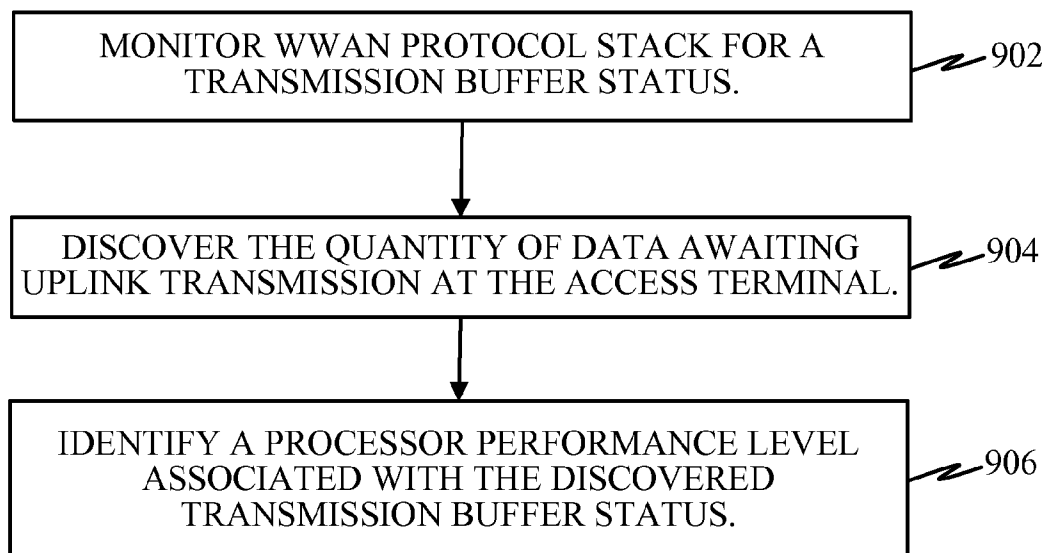 MONITOR WWAN PROTOCOL STACK FOR A
TRANSMISSION BUFFER STATUS.
902
DISCOVER THE QUANTITY OF DATA AWAITING
UPLINK TRANSMISSION AT THE ACCESS TERMINAL.
904
IDENTIFY A PROCESSOR PERFORMANCE LEVEL
ASSOCIATED WITH THE DISCOVERED
TRANSMISSION BUFFER STATUS.
906